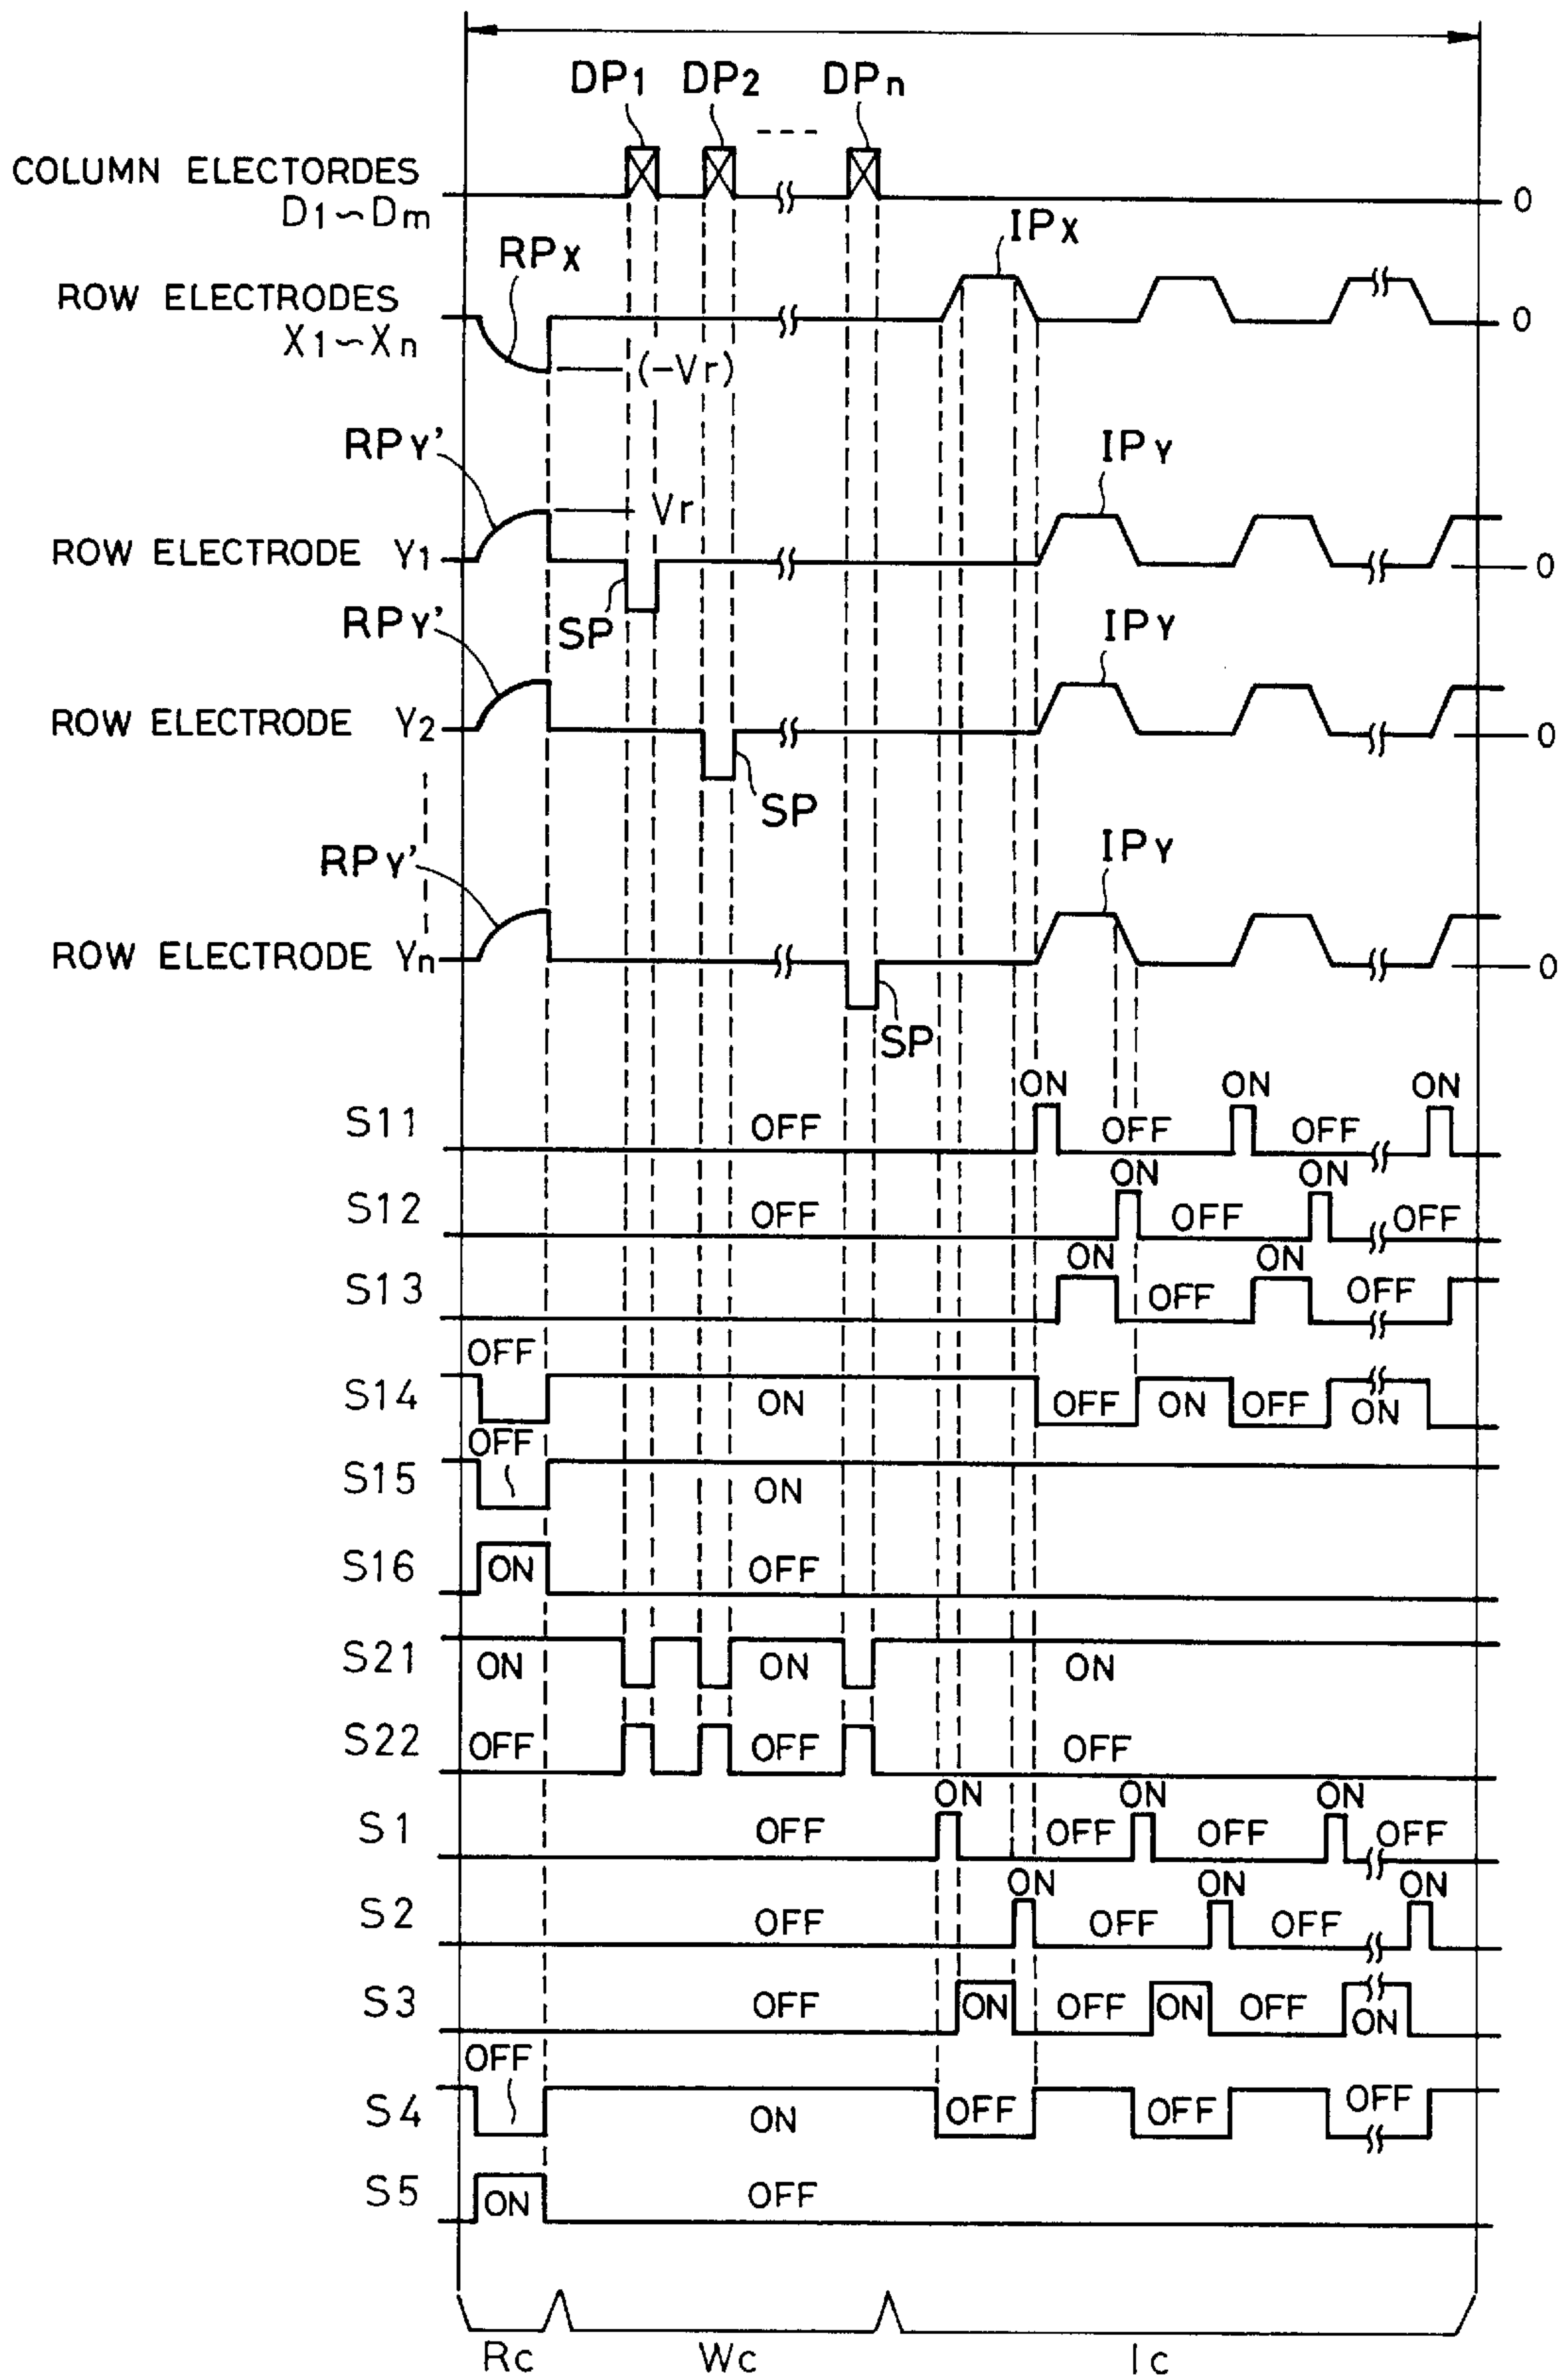 DP1 DP2 DPn
COLUMN ELECTORDES
D1~Dm
0
RPX
IPX
ROW ELECTRODES
X1~Xn
0
(-Vr)
RPY'
IPY
Vr
ROW ELECTRODE Y1
0
SP
RPY'
IPY
ROW ELECTRODE Y2
0
SP
RPY'
IPY
ROW ELECTRODE Yn
0
SP
ON ON ON
S11 OFF OFF OFF
ON ON
S12 OFF OFF OFF
ON ON
S13 OFF OFF
OFF
S14 ON OFF ON OFF ON
OFF
S15 ON
S16 ON OFF
S21 ON ON ON
S22 OFF OFF OFF
ON ON ON
S1 OFF OFF OFF OFF
ON ON ON
S2 OFF OFF OFF
S3 OFF ON OFF ON OFF ON
OFF
S4 ON OFF OFF OFF
S5 ON OFF
Rc Wc Ic